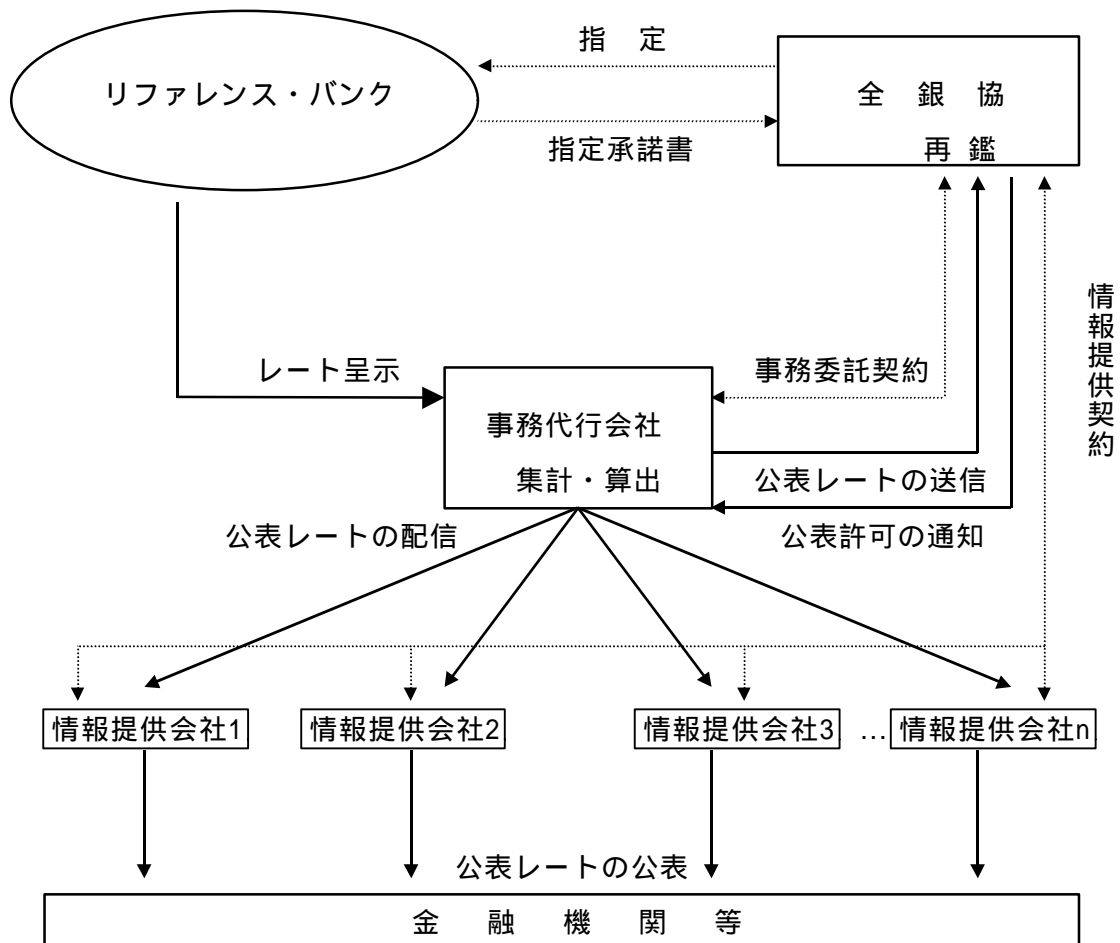 指　定
リファレンス・バンク
全　銀　協
再 鑑
指定承諾書
情報提供契約
レート呈示
事務委託契約
事務代行会社
集計・算出
公表レートの送信
公表レートの配信
公表許可の通知
情報提供会社1
情報提供会社2
情報提供会社3
…
情報提供会社n
公表レートの公表
金　融　機　関　等